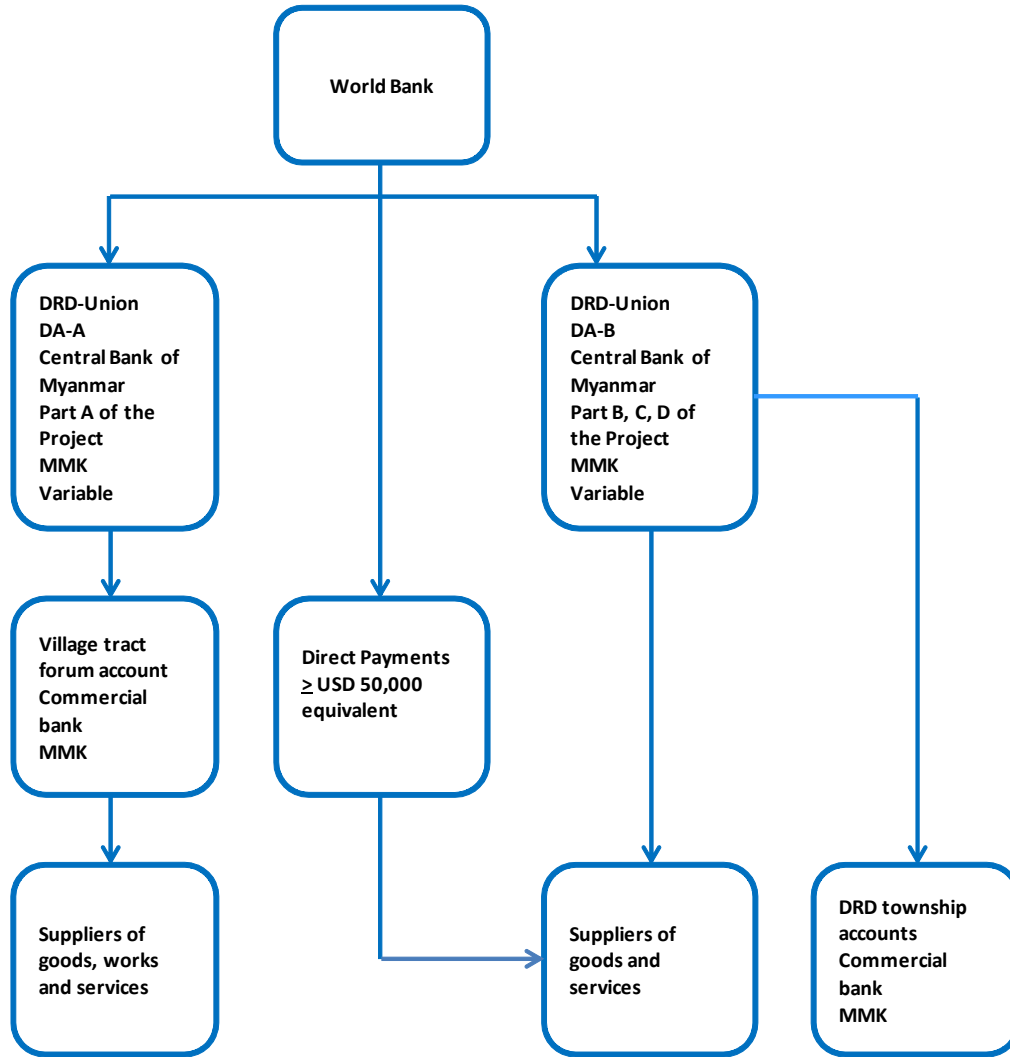 World Bank
DRD-Union
DA-A
Central Bank of
Myanmar
Part A of the
Project
MMK
Variable
DRD-Union
DA-B
Central Bank of
Myanmar
Part B, C, D of
the Project
MMK
Variable
Village tract
forum account
Commercial
bank
MMK
Direct Payments
≥ USD 50,000
equivalent
Suppliers of
goods, works
and services
Suppliers of
goods and
services
DRD township
accounts
Commercial
bank
MMK